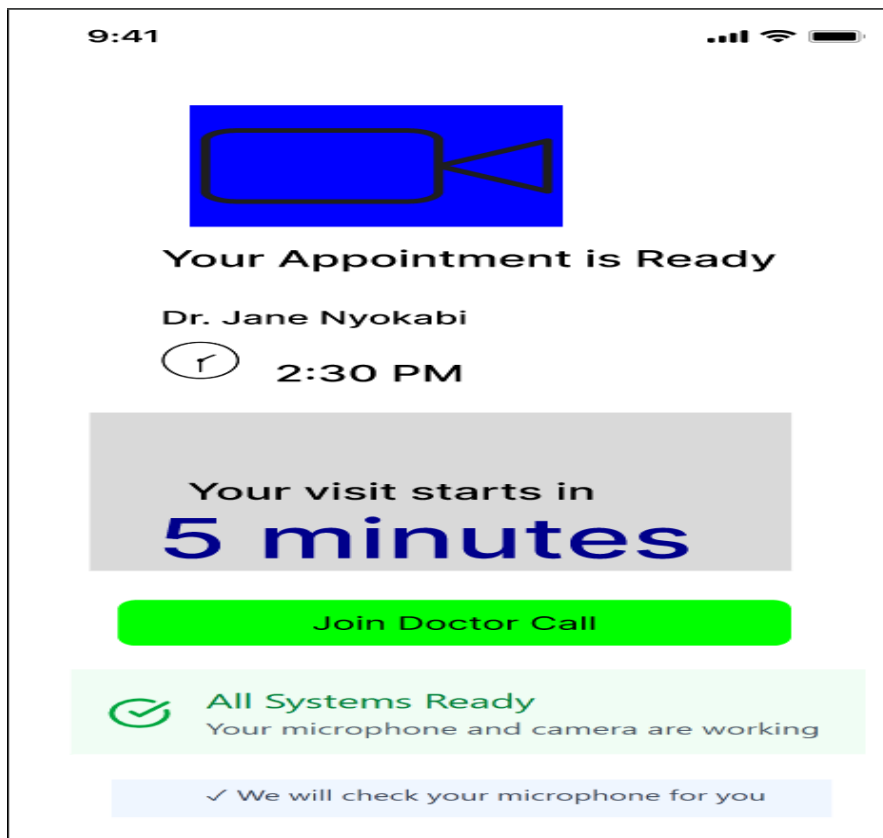 9:41
Your Appointment is Ready
Dr. Jane Nyokabi
2:30 PM
Your visit starts in
5 minutes
Join Doctor Call
All Systems Ready
Your microphone and camera are working
✓ We will check your microphone for you